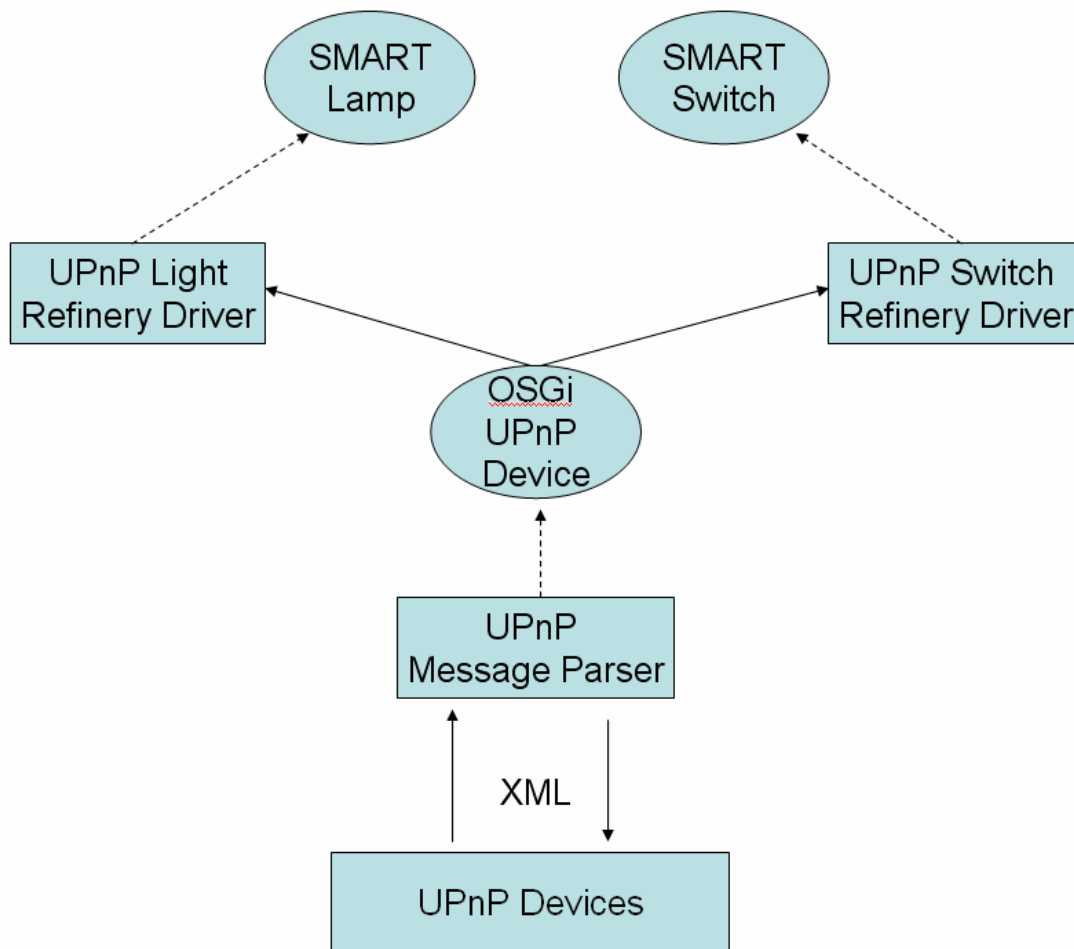 SMART
Lamp
SMART
Switch
UPnP Light
Refinery Driver
UPnP Switch
Refinery Driver
OSGi
UPnP
Device
UPnP
Message Parser
XML
UPnP Devices